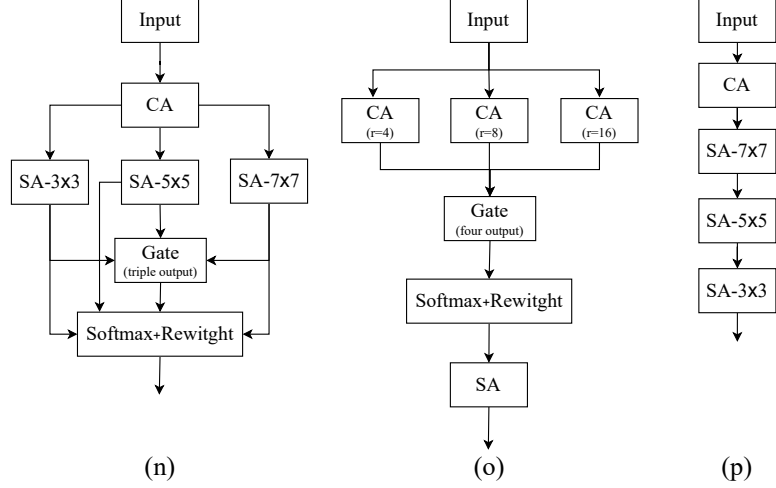 Input
CA
SA-3x3
SA-5x5
SA-7x7
Gate
(triple output)
Softmax+Rewitght
(n)
Input
CA
(r=4)
CA
(r=8)
CA
(r=16)
Gate
(four output)
Softmax+Rewitght
SA
(o)
Input
CA
SA-7x7
SA-5x5
SA-3x3
(p)